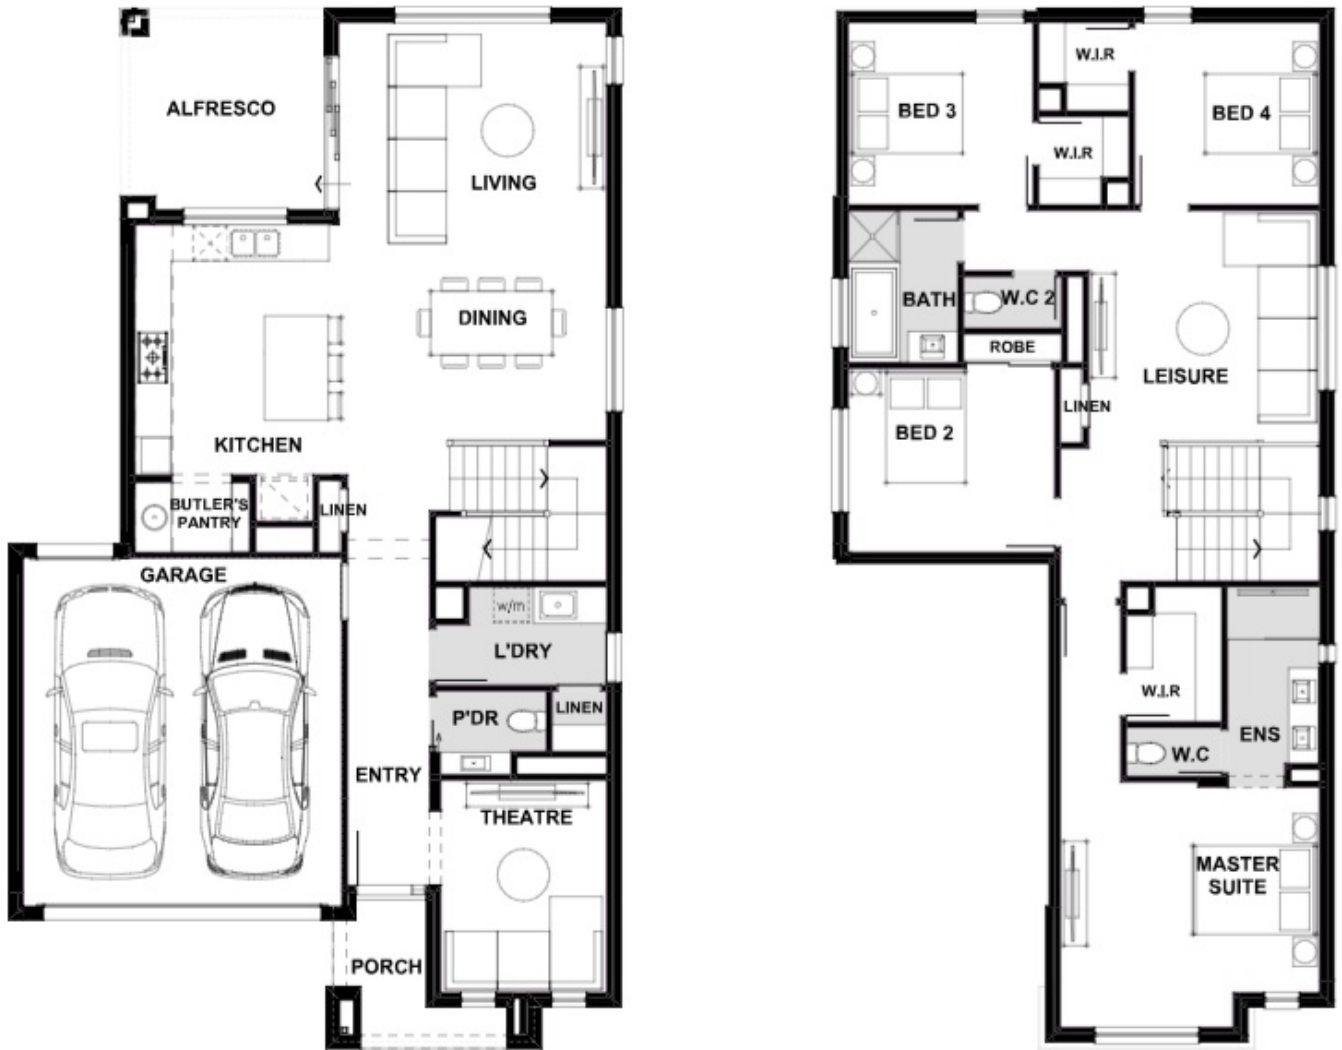 ALFRESCO
LIVING
DINING
KITCHEN
BUTLER'S
PANTRY
LINEN
GARAGE
w/m
L'DRY
P'DR
LINEN
ENTRY
THEATRE
PORCH
W.I.R
BED 3
BED 4
W.I.R
BATH
W.C 2
ROBE
LEISURE
LINEN
BED 2
W.I.R
ENS
W.C
MASTER
SUITE